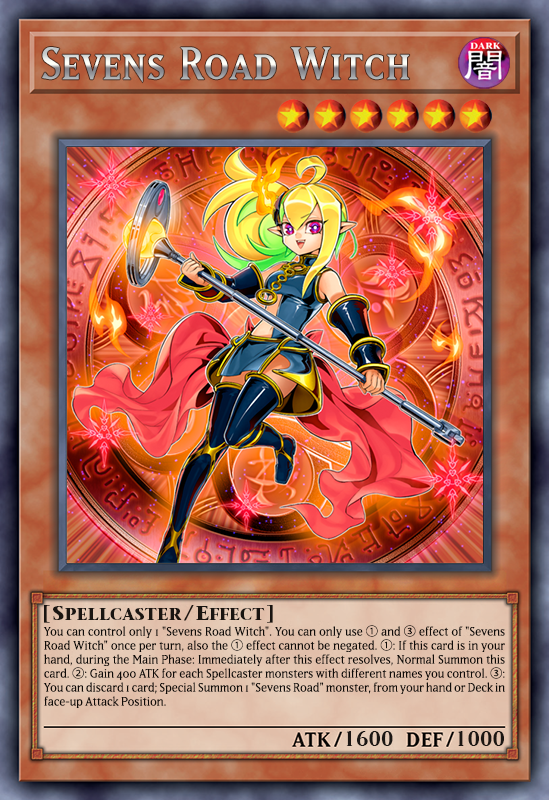 Sevens Road Witch
DARK
闇
[Spellcaster/Effect]
You can control only 1 "Sevens Road Witch". You can only use ① and ③ effect of "Sevens
Road Witch" once per turn, also the ① effect cannot be negated. ①: If this card is in your
hand, during the Main Phase: Immediately after this effect resolves, Normal Summon this
card. ②: Gain 400 ATK for each Spellcaster monsters with different names you control. ③:
You can discard 1 card; Special Summon 1 "Sevens Road" monster, from your hand or Deck in
face-up Attack Position.
ATK/1600 DEF/1000